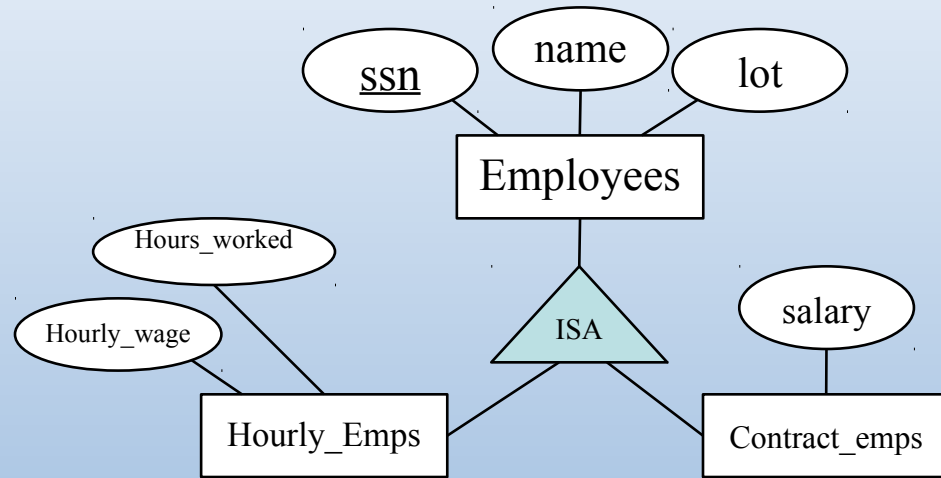 ssn
name
lot
Employees
Hours_worked
Hourly_wage
ISA
salary
Hourly_Emps
Contract_emps